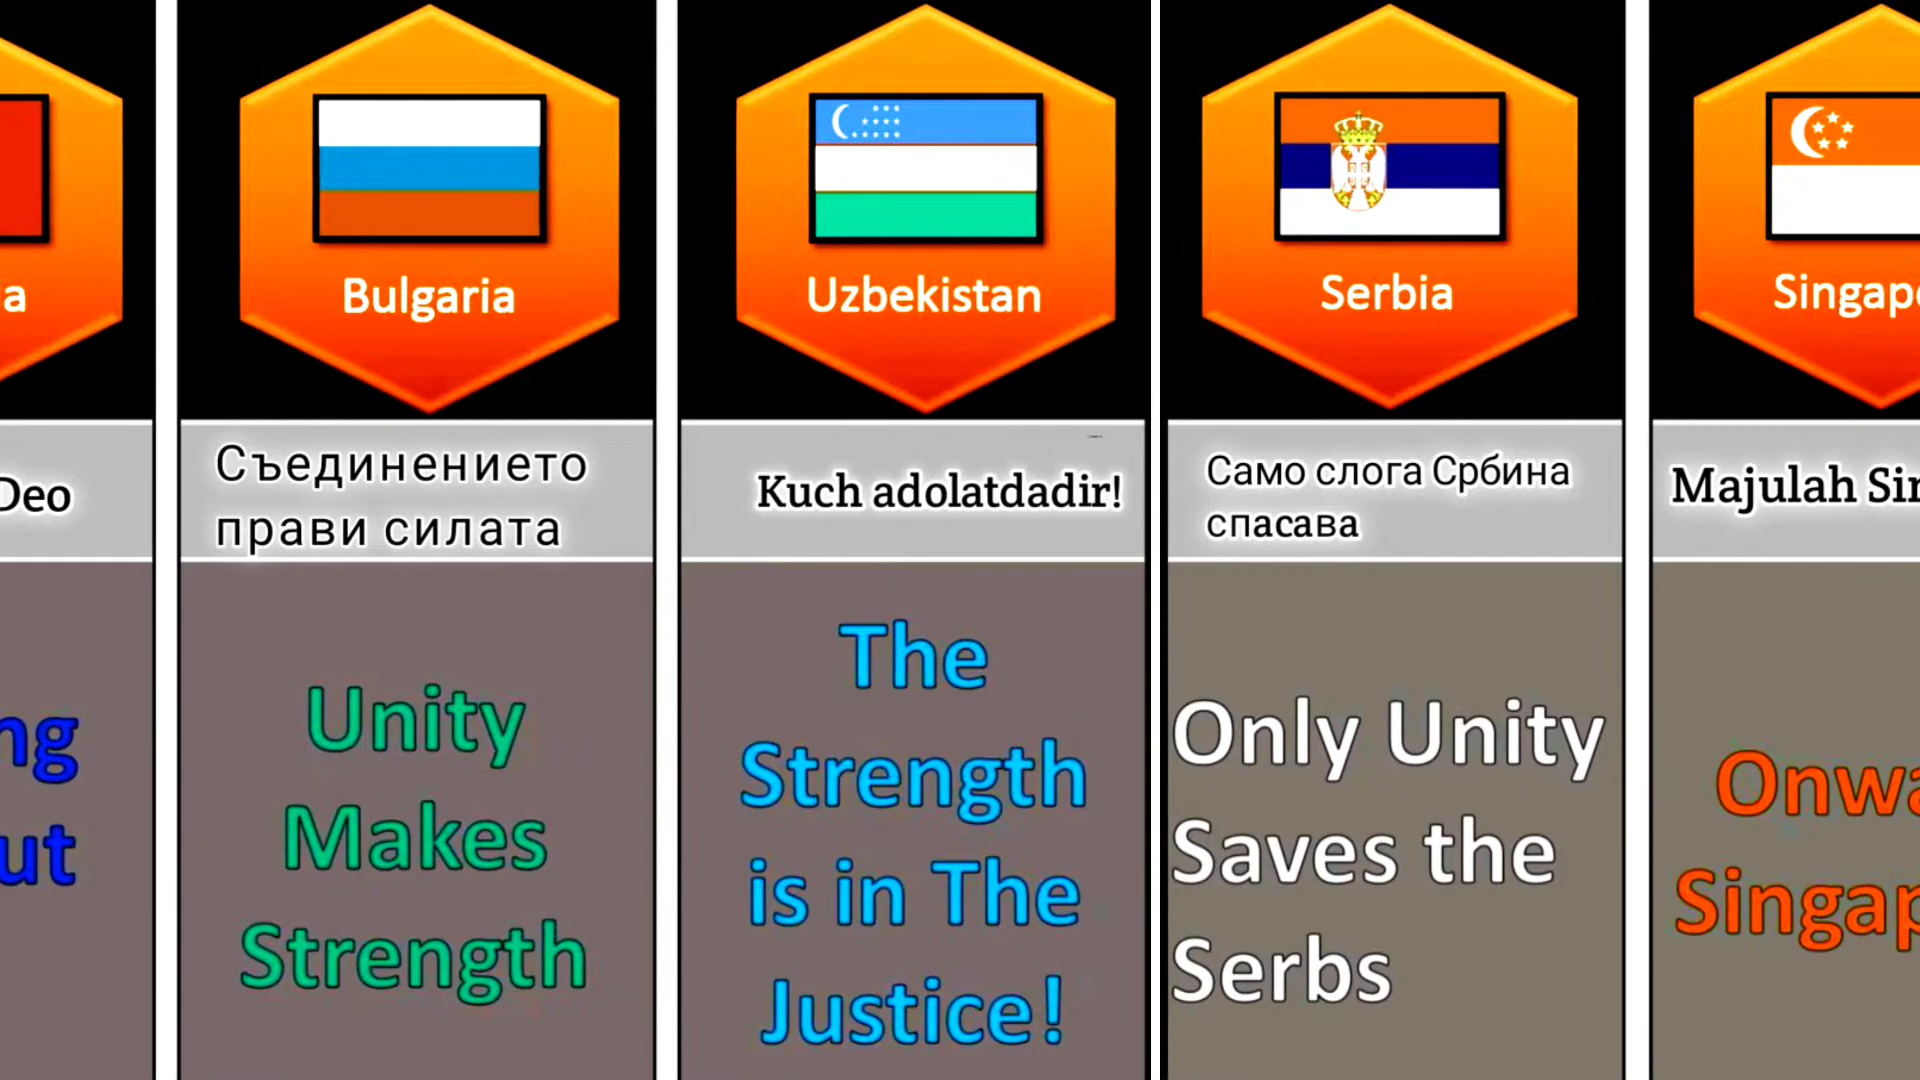 Bulgaria
Uzbekistan
Serbia
Deo
Съединението
прави силата
Kuch adolatdadir!
Само слога Србина
спасава
Majulah
Unity
Makes
Strength
The
Strength
is in The
Justice!
Only Unity
Saves the
Serbs